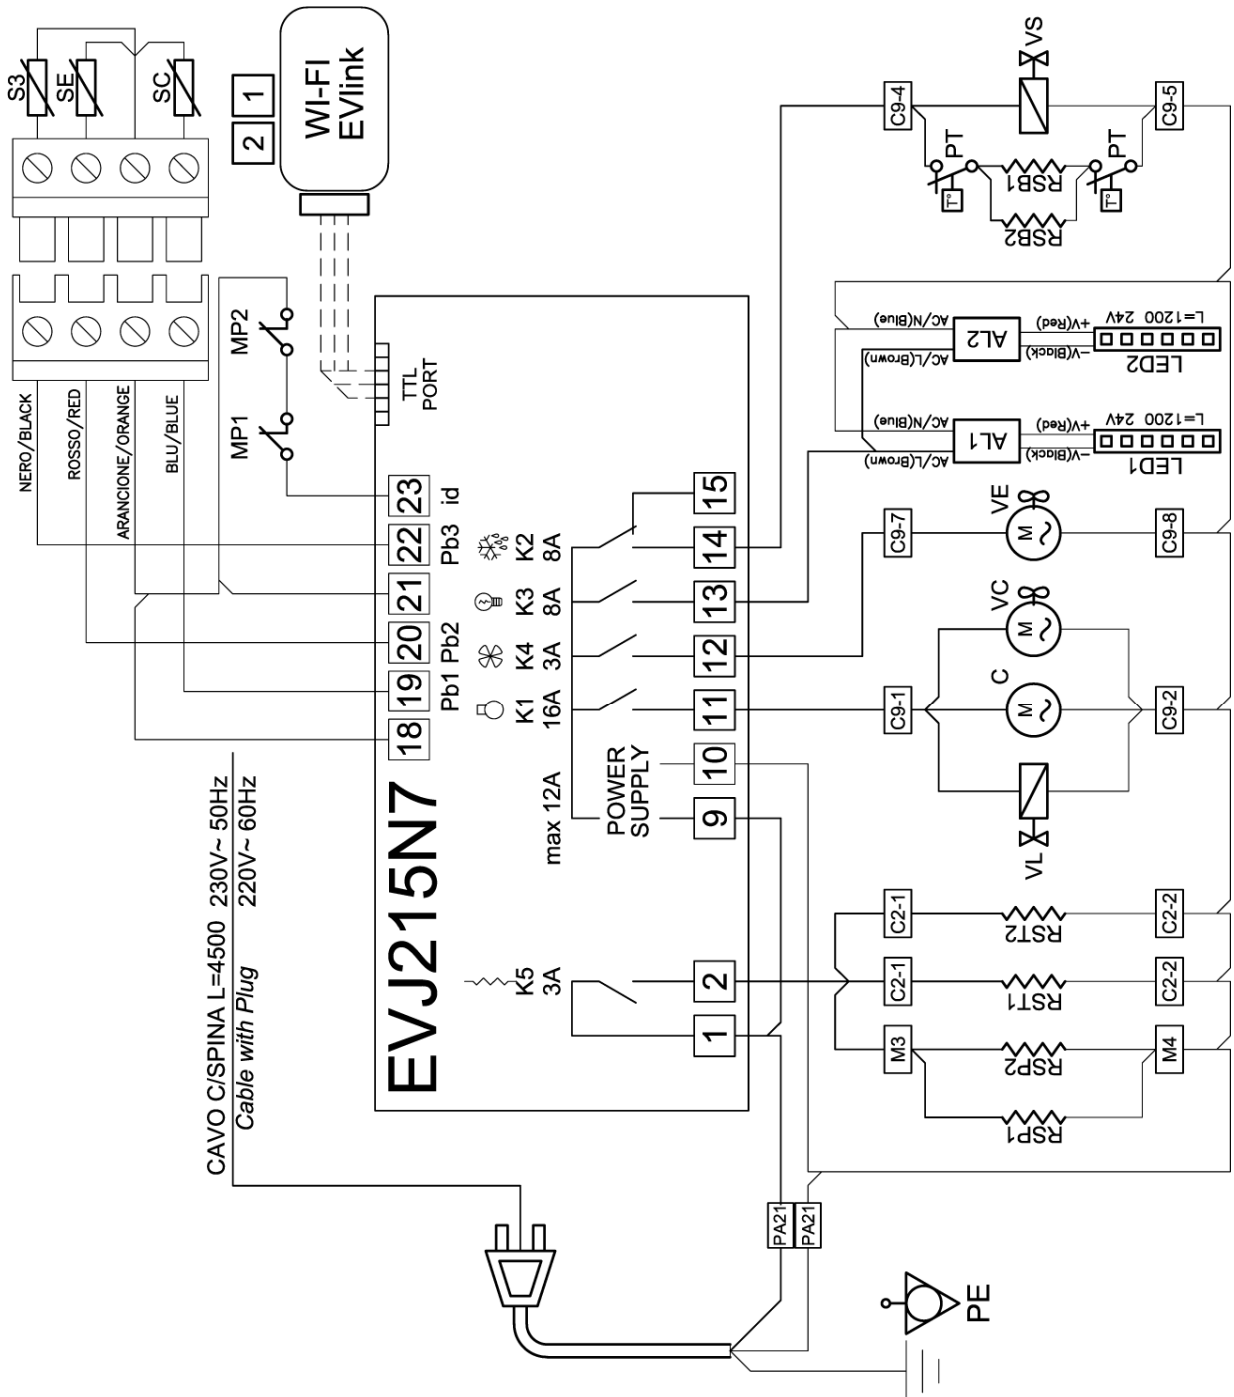 CAVO C/SPINA L=4500 230V~ 50Hz
Cable with Plug 220V~ 60Hz
S3
SE
SC
NERO/BLACK
ROSSO/RED
ARANCIONE/ORANGE
BLU/BLUE
2 1
WI-FI
EVlink
MP1
MP2
TTL
PORT
EVJ215N7
18
19
20
21
22
23
Pb1
Pb2
Pb3
id
K5
3A
max 12A
K1
16A
K4
3A
K3
8A
K2
8A
POWER
SUPPLY
1
2
9
10
11
12
13
14
15
PA21
PA21
PE
M3
RSP1
RSP2
M4
C2-1
RST1
C2-2
C2-1
RST2
C2-2
C9-1
VL
C
M
VC
M
C9-2
C9-7
VE
M
C9-8
AC/L(Brown)
AC/N(Blue)
AL1
-V(Black)
+V(Red)
LED1
L=1200 24V
AC/L(Brown)
AC/N(Blue)
AL2
-V(Black)
+V(Red)
LED2
L=1200 24V
C9-4
PT
T°
RSB2
RSB1
PT
T°
VS
C9-5